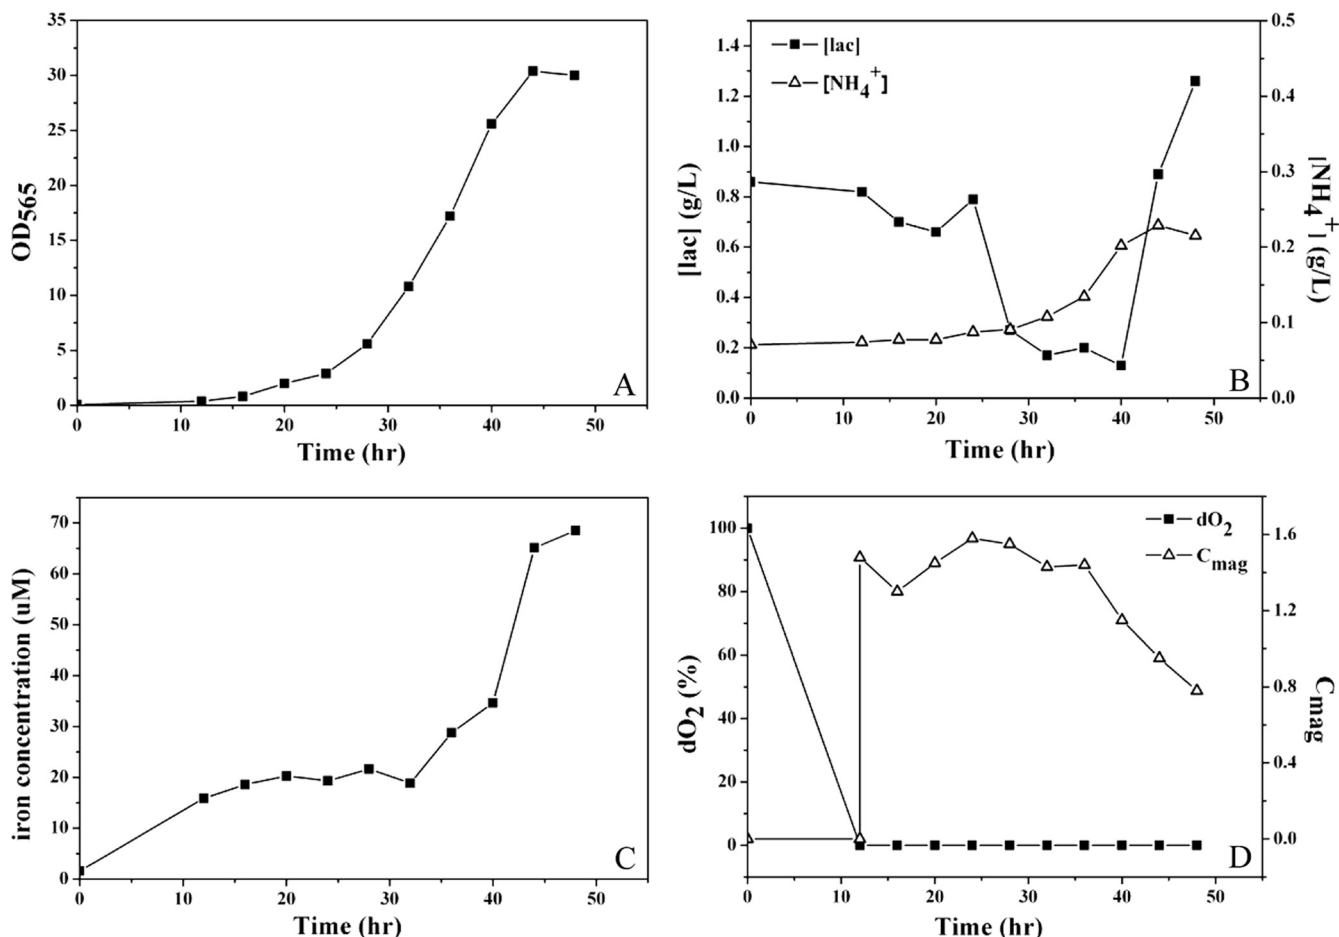 35
30
25
20
15
10
5
0
OD565
0 10 20 30 40 50
Time (hr)
A
1.4
1.2
1.0
0.8
0.6
0.4
0.2
0.0
[lac] (g/L)
[lac]
[NH4+]
0.5
0.4
0.3
0.2
0.1
0.0
[NH4+] (g/L)
0 10 20 30 40 50
Time (hr)
B
70
60
50
40
30
20
10
0
iron concentration (uM)
0 10 20 30 40 50
Time (hr)
C
100
80
60
40
20
0
dO2 (%)
dO2
Cmag
1.6
1.2
0.8
0.4
0.0
Cmag
0 10 20 30 40 50
Time (hr)
D